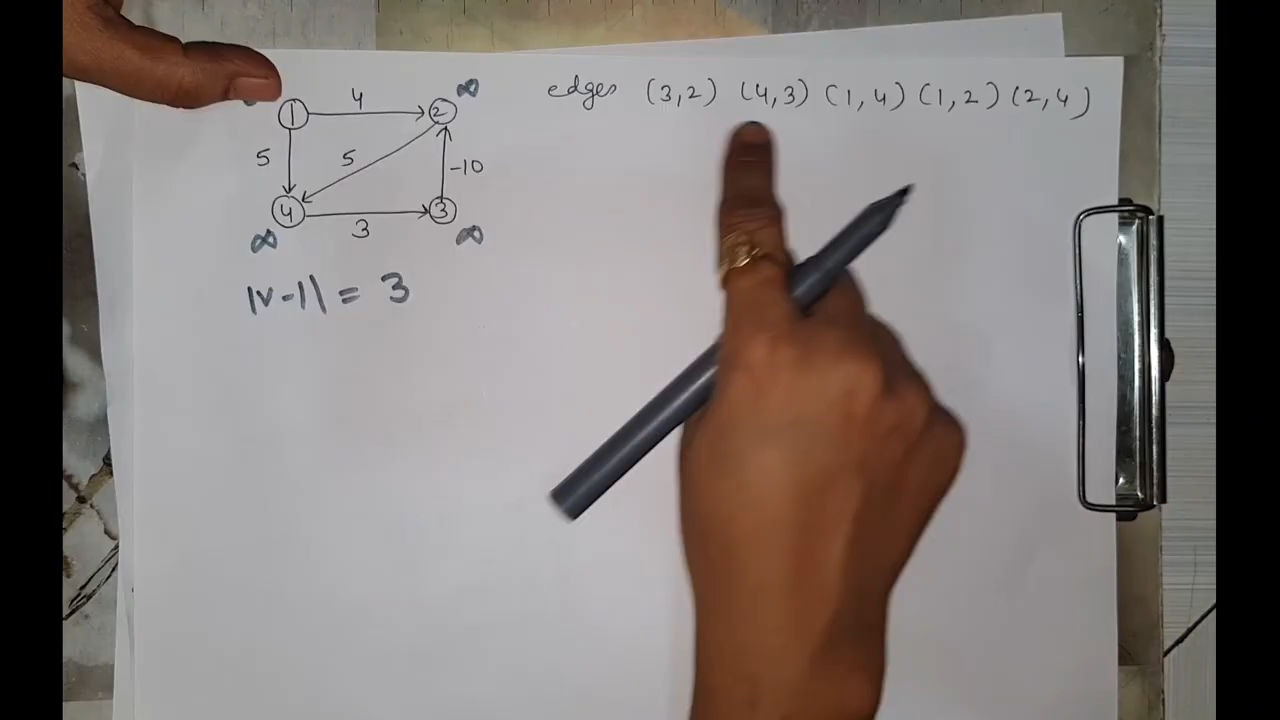 edges (3,2) (4,3) (1,4) (1,2) (2,4)
∞
1 4 2
5 5 -10
4 3 3
∞ ∞
|V-1| = 3